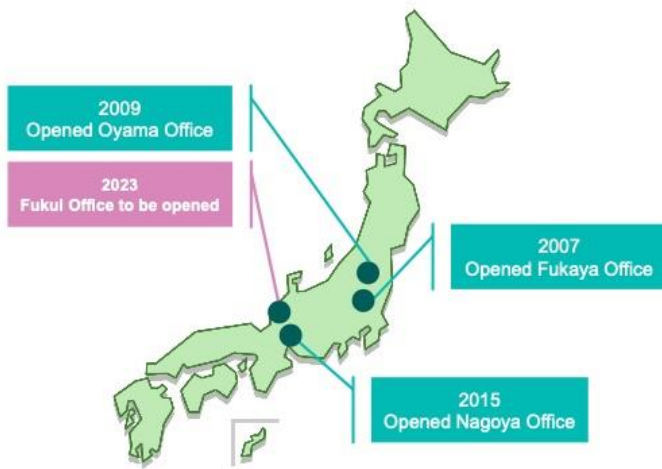 2009
Opened Oyama Office
2023
Fukui Office to be opened
2007
Opened Fukaya Office
2015
Opened Nagoya Office